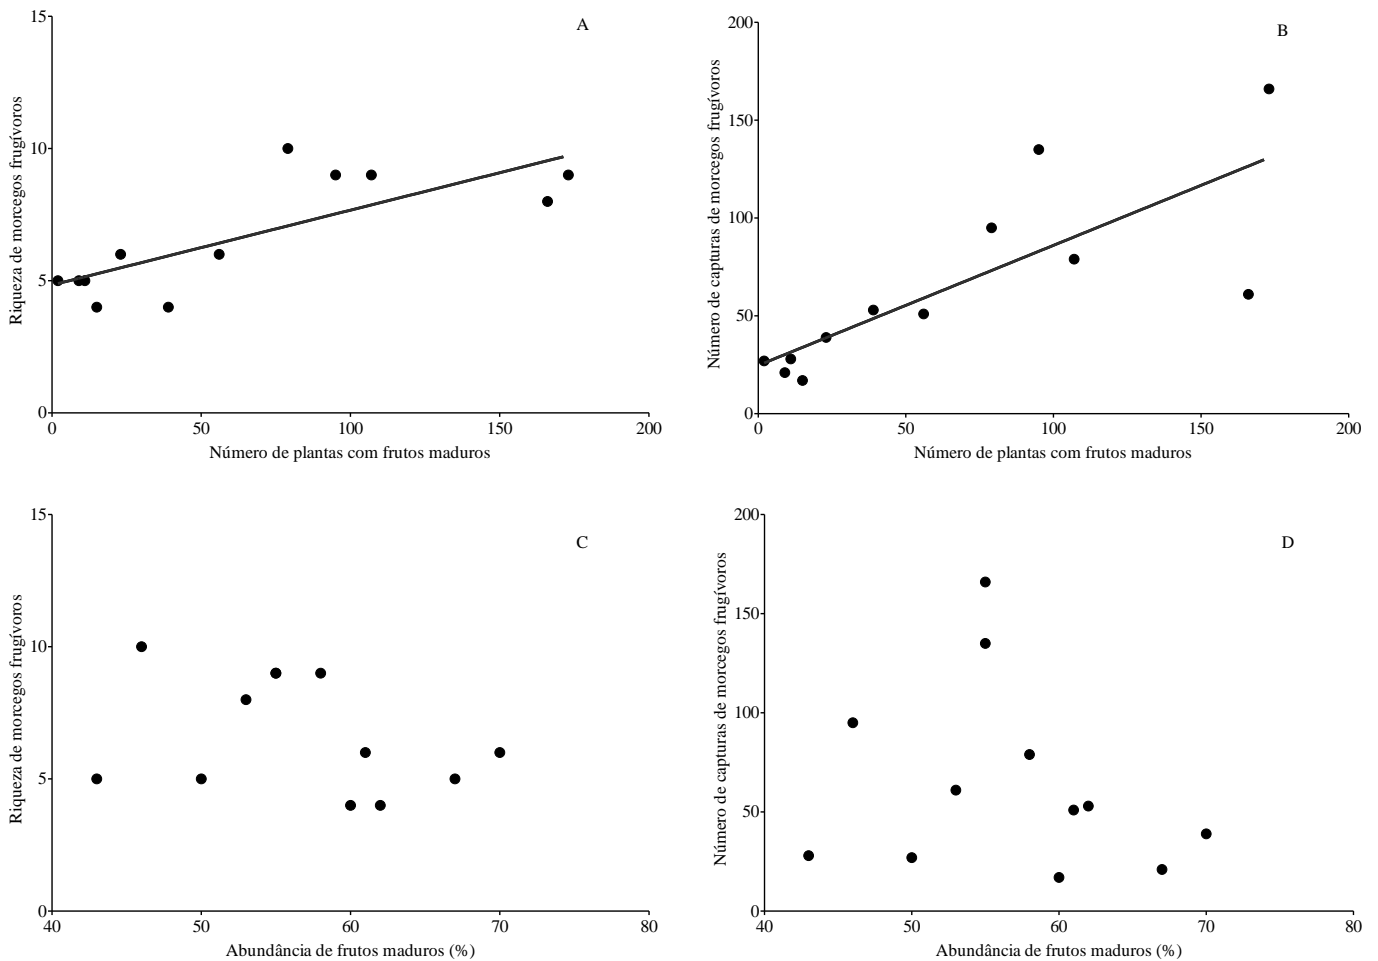 A
15
10
5
0
Riqueza de morcegos frugívoros
0 50 100 150 200
Número de plantas com frutos maduros
B
200
150
100
50
0
Número de capturas de morcegos frugívoros
0 50 100 150 200
Número de plantas com frutos maduros
C
15
10
5
0
Riqueza de morcegos frugívoros
40 50 60 70 80
Abundância de frutos maduros (%)
D
200
150
100
50
0
Número de capturas de morcegos frugívoros
40 50 60 70 80
Abundância de frutos maduros (%)